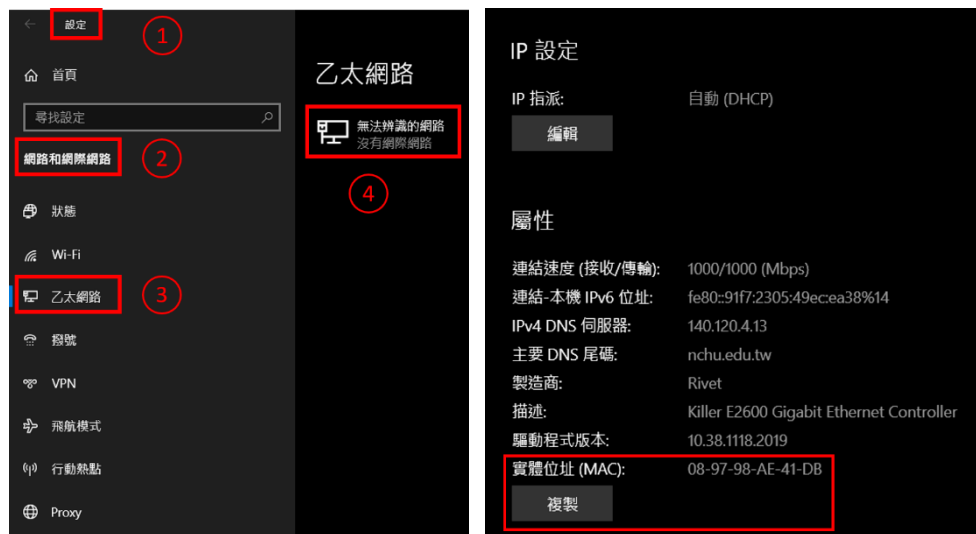 設定
1
首頁
尋找設定
網路和網際網路
2
狀態
Wi-Fi
乙太網路
3
撥號
VPN
飛航模式
行動熱點
Proxy
乙太網路
無法辨識的網路
沒有網際網路
4
IP 設定
IP 指派: 自動 (DHCP)
編輯
屬性
連結速度 (接收/傳輸): 1000/1000 (Mbps)
連結-本機 IPv6 位址: fe80::91f7:2305:49ec:ea38%14
IPv4 DNS 伺服器: 140.120.4.13
主要 DNS 尾碼: nchu.edu.tw
製造商: Rivet
描述: Killer E2600 Gigabit Ethernet Controller
驅動程式版本: 10.38.1118.2019
實體位址 (MAC): 08-97-98-AE-41-DB
複製